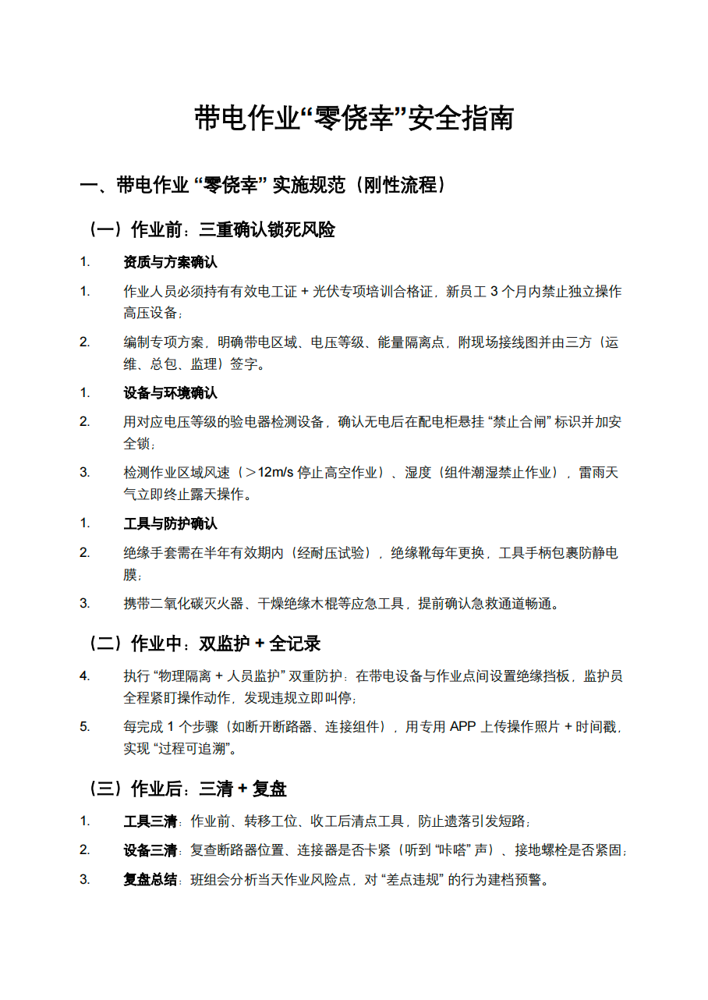 带电作业“零侥幸”安全指南
一、带电作业 “零侥幸” 实施规范（刚性流程）
（一）作业前：三重确认锁死风险
1. 资质与方案确认
1. 作业人员必须持有有效电工证 + 光伏专项培训合格证，新员工 3 个月内禁止独立操作
高压设备；
2. 编制专项方案，明确带电区域、电压等级、能量隔离点，附现场接线图并由三方（运
维、总包、监理）签字。
1. 设备与环境确认
2. 用对应电压等级的验电器检测设备，确认无电后在配电柜悬挂 “禁止合闸” 标识并加安
全锁；
3. 检测作业区域风速（＞12m/s 停止高空作业）、湿度（组件潮湿禁止作业），雷雨天
气立即终止露天操作。
1. 工具与防护确认
2. 绝缘手套需在半年有效期内（经耐压试验），绝缘靴每年更换，工具手柄包裹防静电
膜；
3. 携带二氧化碳灭火器、干燥绝缘木棍等应急工具，提前确认急救通道畅通。
（二）作业中：双监护 + 全记录
4. 执行 “物理隔离 + 人员监护” 双重防护：在带电设备与作业点间设置绝缘挡板，监护员
全程紧盯操作动作，发现违规立即叫停；
5. 每完成 1 个步骤（如断开断路器、连接组件），用专用 APP 上传操作照片 + 时间戳，
实现 “过程可追溯”。
（三）作业后：三清 + 复盘
1. 工具三清：作业前、转移工位、收工后清点工具，防止遗落引发短路；
2. 设备三清：复查断路器位置、连接器是否卡紧（听到 “咔嗒” 声）、接地螺栓是否紧固；
3. 复盘总结：班组会分析当天作业风险点，对 “差点违规” 的行为建档预警。